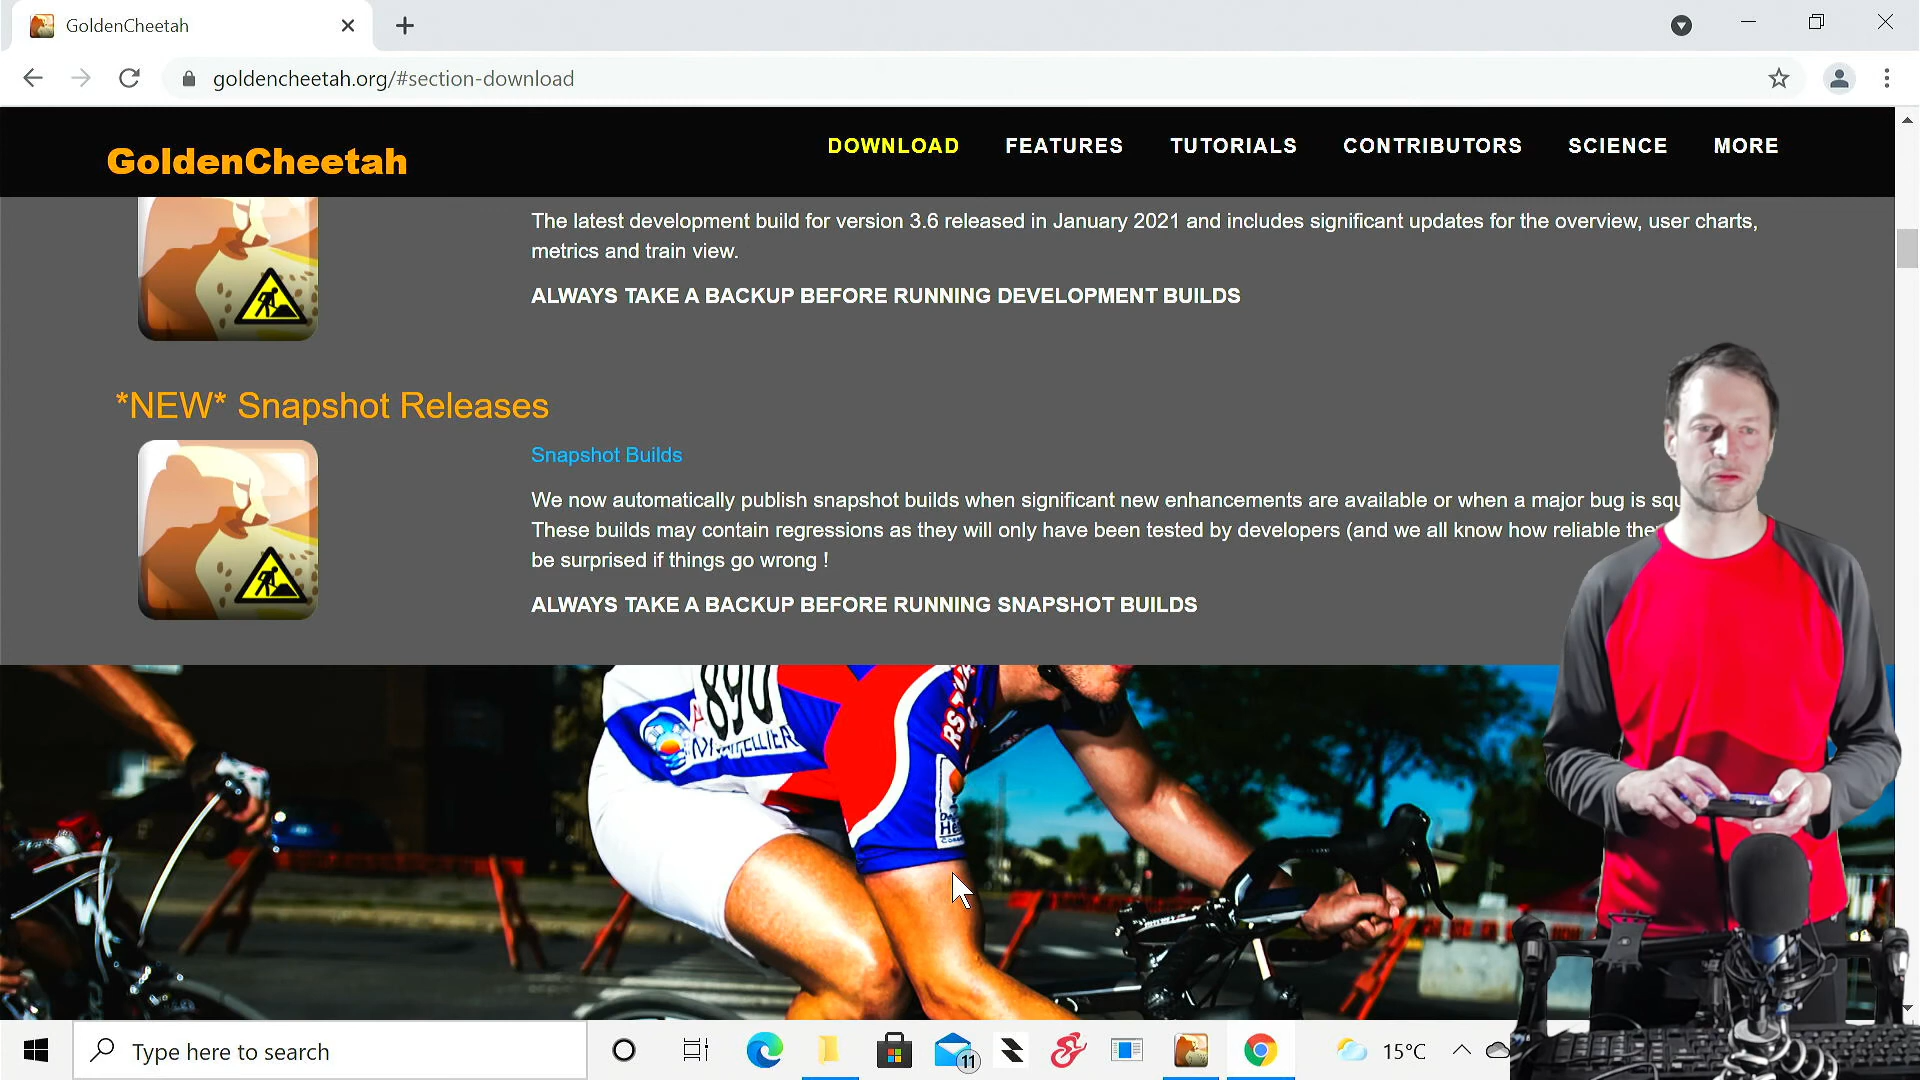 GoldenCheetah
goldencheetah.org/#section-download
GoldenCheetah
DOWNLOAD FEATURES TUTORIALS CONTRIBUTORS SCIENCE MORE
The latest development build for version 3.6 released in January 2021 and includes significant updates for the overview, user charts,
metrics and train view.
ALWAYS TAKE A BACKUP BEFORE RUNNING DEVELOPMENT BUILDS
*NEW* Snapshot Releases
Snapshot Builds
We now automatically publish snapshot builds when significant new enhancements are available or when a major bug is
These builds may contain regressions as they will only have been tested by developers (and we all know how reliable
be surprised if things go wrong !
ALWAYS TAKE A BACKUP BEFORE RUNNING SNAPSHOT BUILDS
890
Type here to search
11
15°C